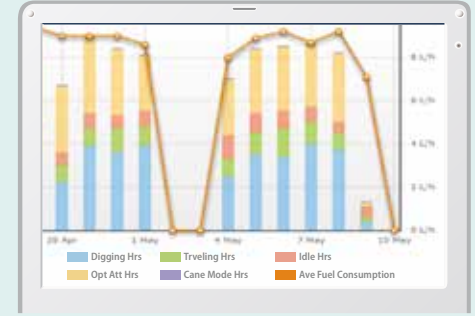 8 L/h
6 L/h
4 L/h
2 L/h
0 L/h
28 Apr 1 May 4 May 7 May 10 May
Digging Hrs Trveling Hrs Idle Hrs
Opt Att Hrs Cane Mode Hrs Ave Fuel Consumption